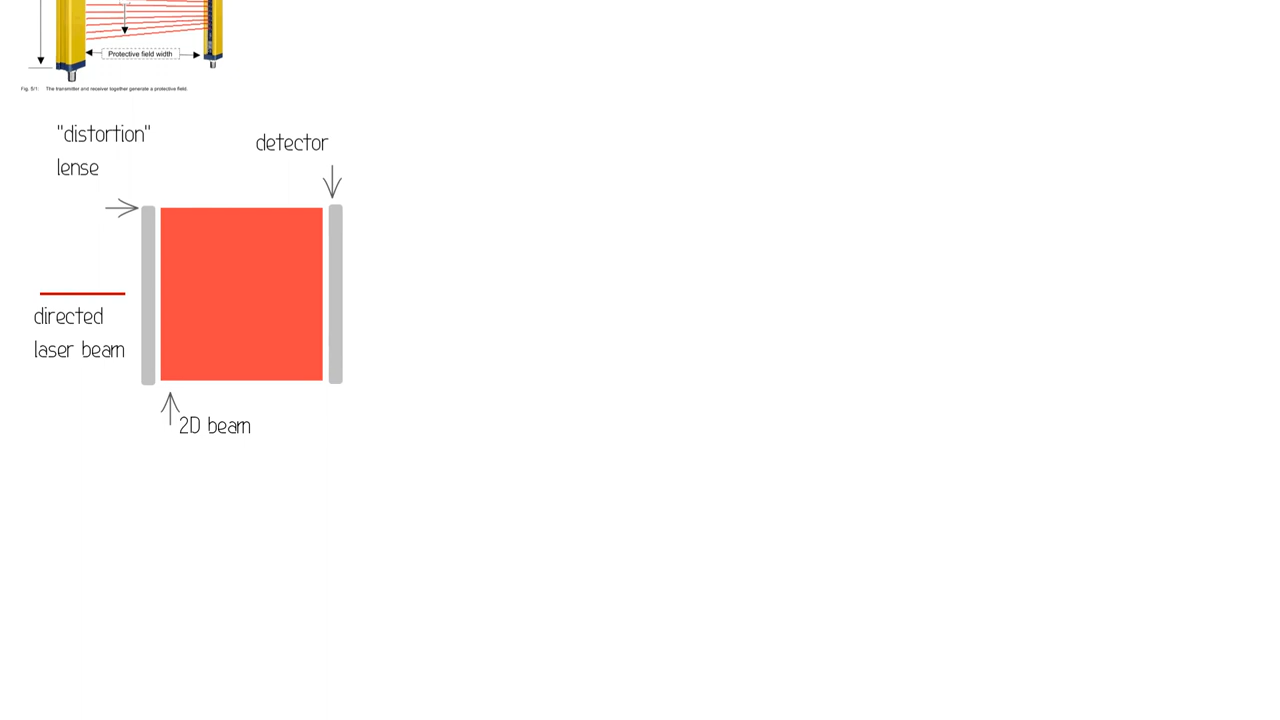 Protective field width
Fig. 5/1: The transmitter and receiver together generate a protective field.
"distortion"
lense
detector
directed
laser beam
2D beam